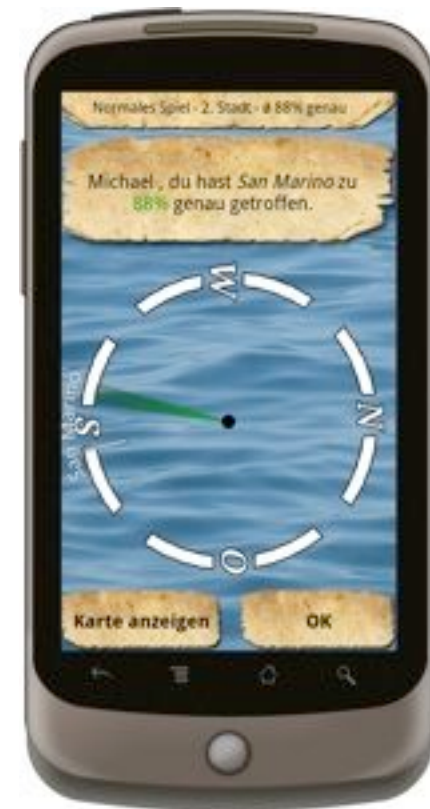 Normales Spiel - 2. Stadt - ø 88% genau
Michael , du hast San Marino zu
88% genau getroffen.
W
N
San Marino
S
O
Karte anzeigen
OK